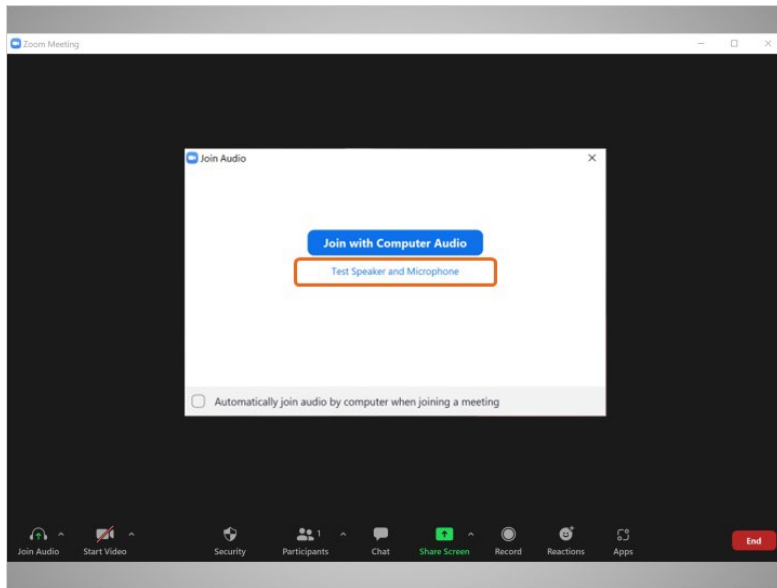 Zoom Meeting
Join Audio
Join with Computer Audio
Test Speaker and Microphone
Automatically join audio by computer when joining a meeting
1
Join Audio
Start Video
Security
Participants
Chat
Share Screen
Record
Reactions
Apps
End